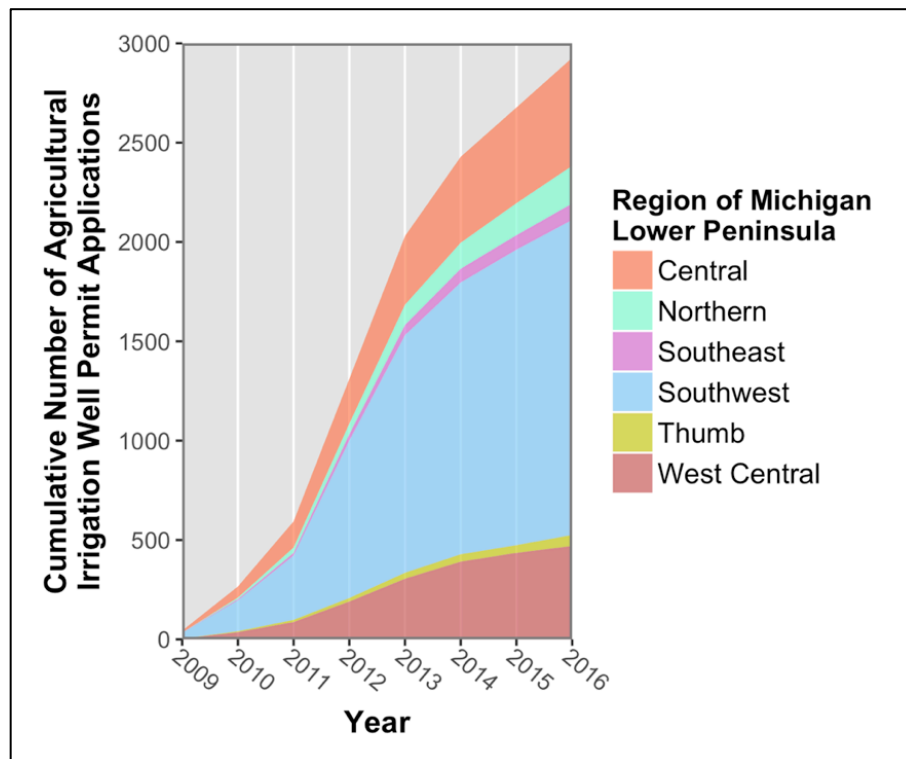 Cumulative Number of Agricultural
Irrigation Well Permit Applications
3000
2500
2000
1500
1000
500
0
2009
2010
2011
2012
2013
2014
2015
2016
Year
Region of Michigan
Lower Peninsula
Central
Northern
Southeast
Southwest
Thumb
West Central